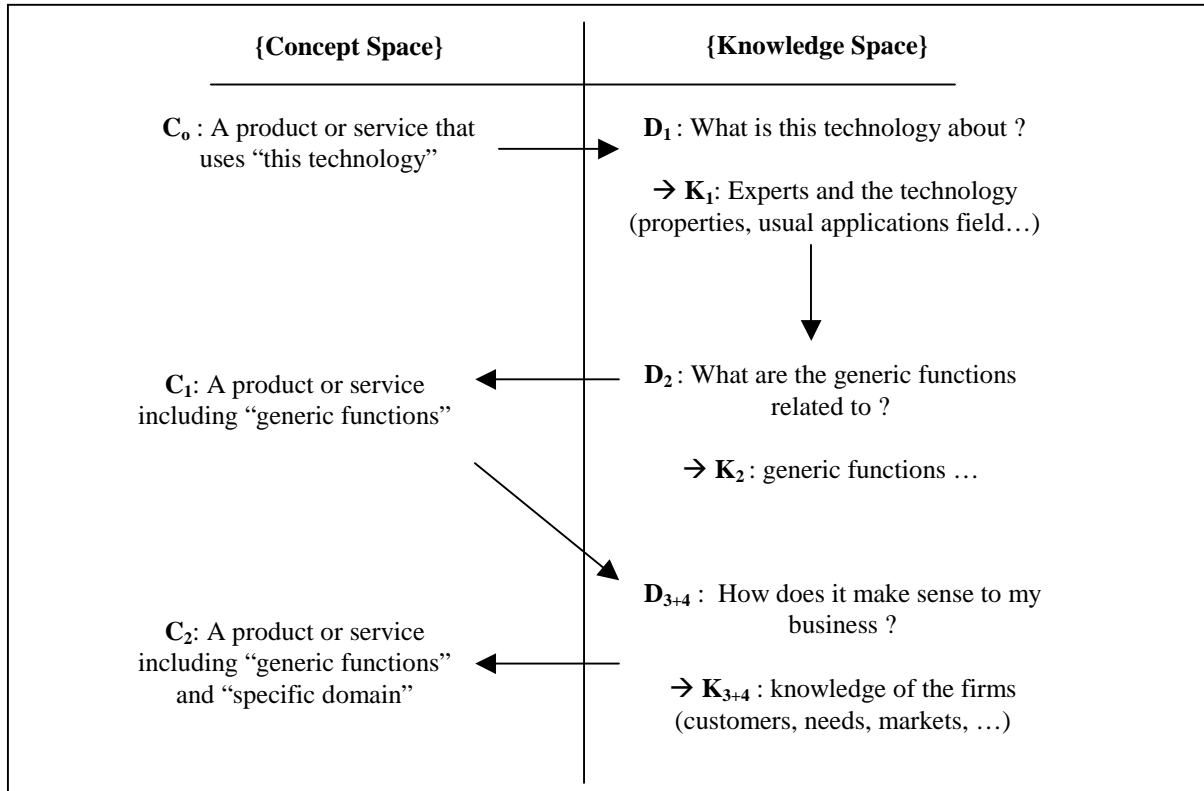 {Concept Space}
{Knowledge Space}
Co : A product or service that
uses “this technology”
D1 : What is this technology about ?
→ K1: Experts and the technology
(properties, usual applications field…)
C1: A product or service
including “generic functions”
D2 : What are the generic functions
related to ?
→ K2 : generic functions …
D3+4 : How does it make sense to my
business ?
C2: A product or service
including “generic functions”
and “specific domain”
→ K3+4 : knowledge of the firms
(customers, needs, markets, …)